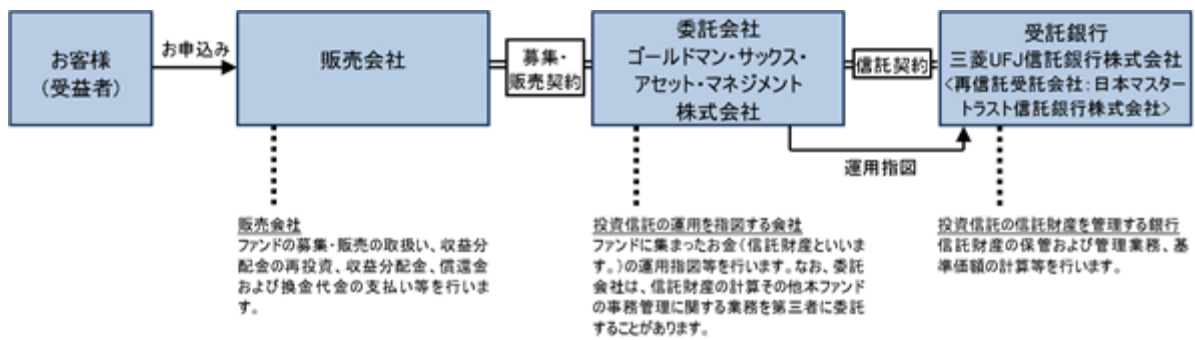 お客様
(受益者)
お申込み
販売会社
募集・
販売契約
委託会社
ゴールドマン・サックス・
アセット・マネジメント
株式会社
信託契約
受託銀行
三菱UFJ信託銀行株式会社
<再信託受託会社:日本マスター
トラスト信託銀行株式会社>
運用指図
販売会社
ファンドの募集・販売の取扱い、収益分
配金の再投資、収益分配金、償還金
および換金代金の支払い等を行いま
す。
投資信託の運用を指図する会社
ファンドに集まったお金(信託財産といいま
す。)の運用指図等を行います。なお、委託
会社は、信託財産の計算その他本ファンド
の事務管理に関する業務を第三者に委託
することがあります。
投資信託の信託財産を管理する銀行
信託財産の保管および管理業務、基
準価額の計算等を行います。